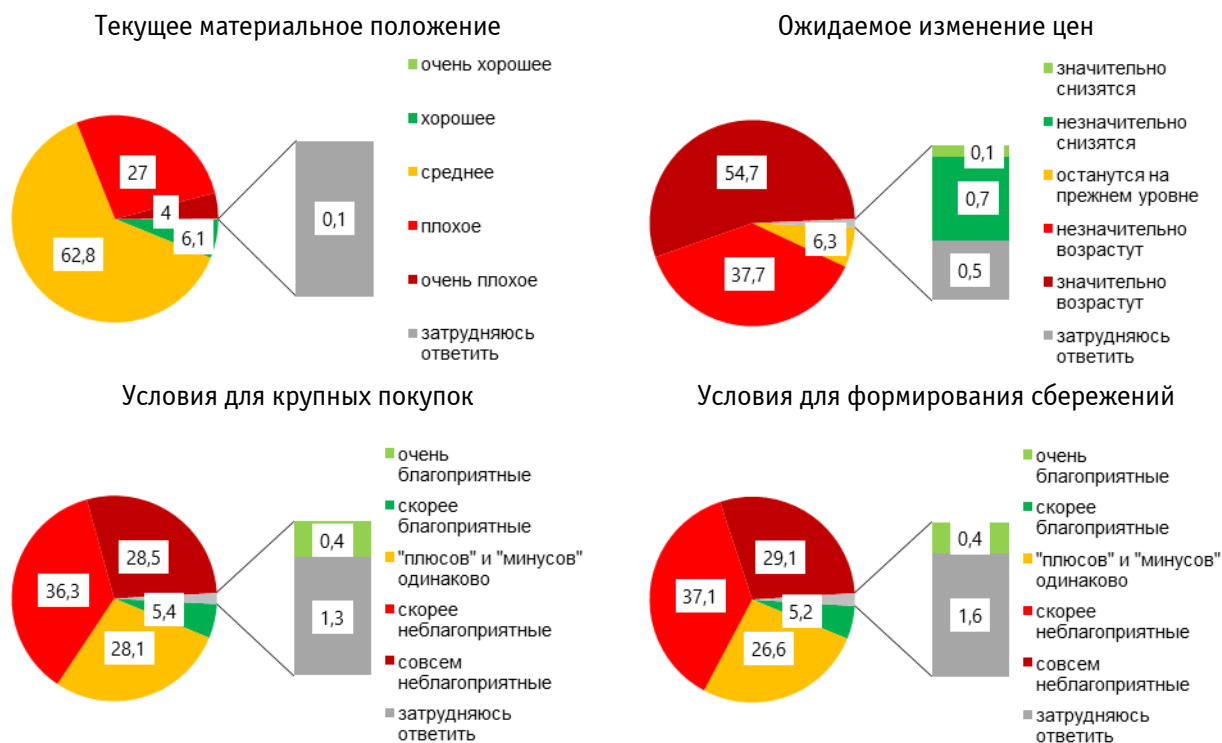 Текущее материальное положение
очень хорошее
хорошее
среднее
плохое
очень плохое
затрудняюсь
ответить
27
4
6,1
62,8
0,1
Ожидаемое изменение цен
значительно
снизятся
незначительно
снизятся
останутся на
прежнем уровне
незначительно
возрастут
значительно
возрастут
затрудняюсь
ответить
54,7
6,3
37,7
0,1
0,7
0,5
Условия для крупных покупок
очень
благоприятные
скорее
благоприятные
"плюсов" и "минусов"
одинаково
скорее
неблагоприятные
совсем
неблагоприятные
затрудняюсь
ответить
28,5
36,3
5,4
28,1
0,4
1,3
Условия для формирования сбережений
очень
благоприятные
скорее
благоприятные
"плюсов" и "минусов"
одинаково
скорее
неблагоприятные
совсем
неблагоприятные
затрудняюсь
ответить
29,1
37,1
5,2
26,6
0,4
1,6